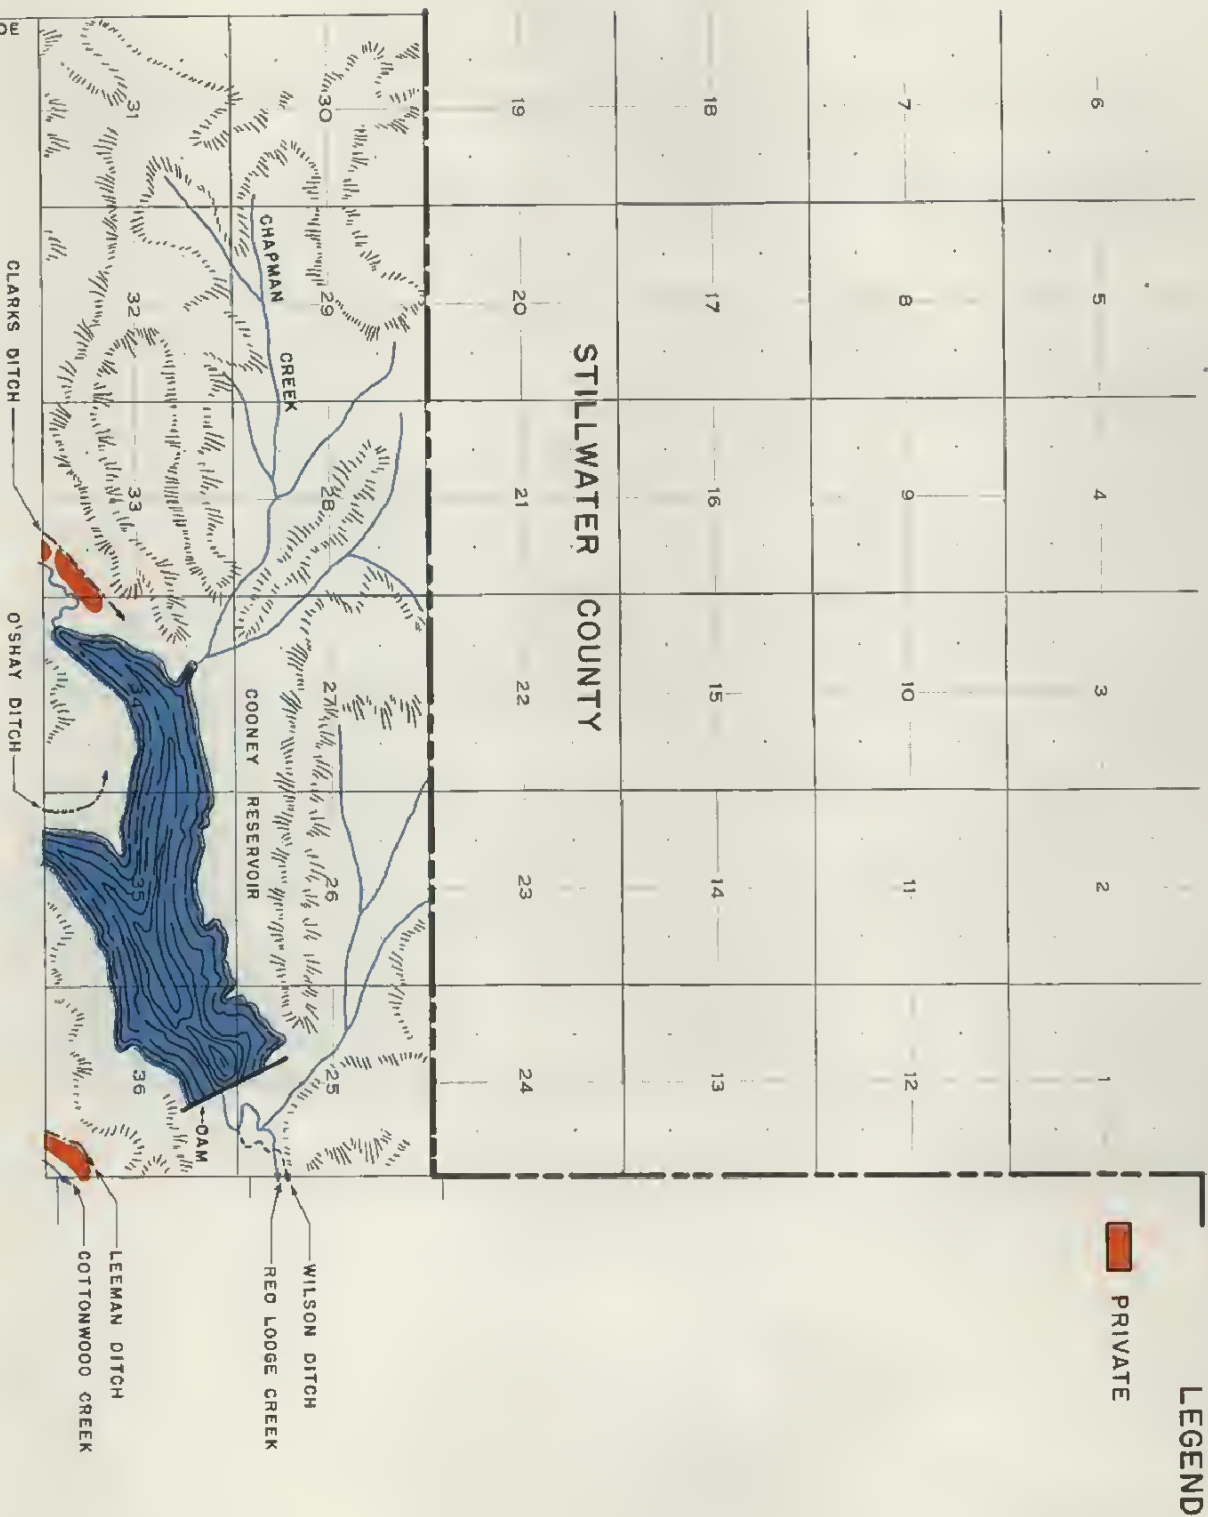 LEGEND
PRIVATE
6 5 4 3 2 1
7 8 9 10 11 12
18 17 16 15 14 13
STILLWATER COUNTY
19 20 21 22 23 24
30 29 28 27 26 25
WILSON DITCH
RED LODGE CREEK
CHAPMAN CREEK
COONEY RESERVOIR
DAM
31 32 33 34 35 36
LEEMAN DITCH
COTTONWOOD CREEK
CLARKS DITCH
O'SHAY DITCH